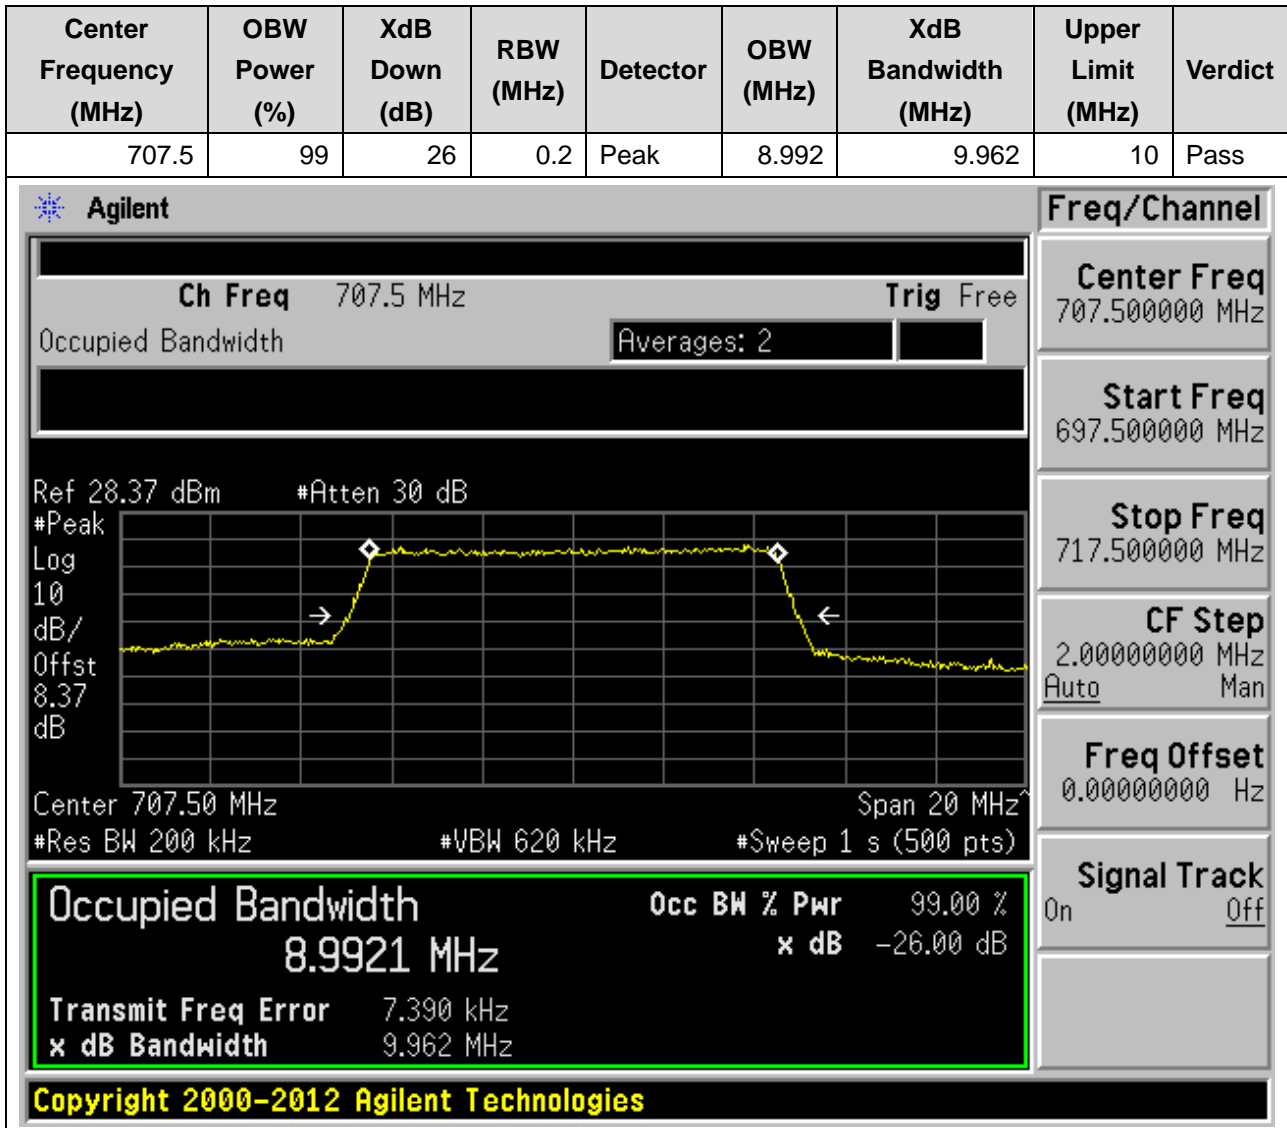 Center Frequency (MHz) OBW Power (%) XdB Down (dB) RBW (MHz) Detector OBW (MHz) XdB Bandwidth (MHz) Upper Limit (MHz) Verdict
707.5 99 26 0.2 Peak 8.992 9.962 10 Pass
Agilent
Freq/Channel
Ch Freq 707.5 MHz Trig Free
Occupied Bandwidth Averages: 2
Center Freq
707.500000 MHz
Start Freq
697.500000 MHz
Stop Freq
717.500000 MHz
CF Step
2.00000000 MHz
Auto Man
Freq Offset
0.00000000 Hz
Signal Track
On Off
Ref 28.37 dBm #Atten 30 dB
#Peak
Log
10
dB/
Offst
8.37
dB
Center 707.50 MHz Span 20 MHz^
#Res BW 200 kHz #VBW 620 kHz #Sweep 1 s (500 pts)
Occupied Bandwidth Occ BW % Pwr 99.00 %
8.9921 MHz x dB -26.00 dB
Transmit Freq Error 7.390 kHz
x dB Bandwidth 9.962 MHz
Copyright 2000-2012 Agilent Technologies